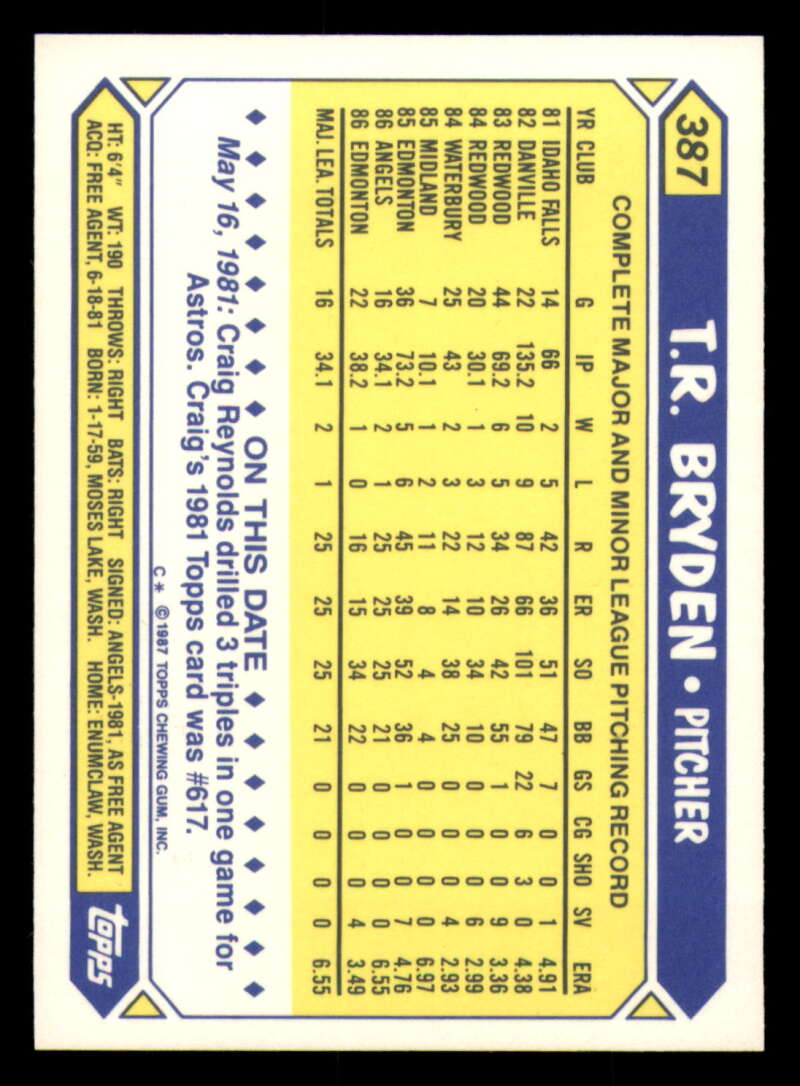 387 T.R. BRYDEN • PITCHER
COMPLETE MAJOR AND MINOR LEAGUE PITCHING RECORD
YR CLUB G IP W L R ER SO BB GS CG SHO SV ERA
81 IDAHO FALLS 14 66 2 5 42 36 51 47 7 0 0 1 4.91
82 DANVILLE 22 135.2 10 9 87 66 101 79 22 6 3 0 4.38
83 REDWOOD 44 69.2 6 5 34 26 42 55 1 0 0 9 3.36
84 REDWOOD 20 30.1 1 3 12 10 34 10 0 0 0 6 2.99
84 WATERBURY 25 43 2 3 22 14 38 25 0 0 0 4 2.93
85 MIDLAND 7 10.1 1 2 11 8 4 4 0 0 0 0 6.97
85 EDMONTON 36 73.2 5 6 45 39 52 36 1 0 0 7 4.76
86 ANGELS 16 34.1 2 1 25 25 25 21 0 0 0 0 6.55
86 EDMONTON 22 38.2 1 0 16 15 34 22 0 0 0 4 3.49
MAJ. LEA. TOTALS 16 34.1 2 1 25 25 25 21 0 0 0 0 6.55
◆ ◆ ◆ ◆ ◆ ◆ ◆ ◆ ON THIS DATE ◆ ◆ ◆ ◆ ◆ ◆ ◆ ◆
May 16, 1981: Craig Reynolds drilled 3 triples in one game for
Astros. Craig's 1981 Topps card was #617.
C * ©1987 TOPPS CHEWING GUM, INC.
HT: 6'4" WT: 190 THROWS: RIGHT BATS: RIGHT SIGNED: ANGELS-1981, AS FREE AGENT
ACQ: FREE AGENT, 6-18-81 BORN: 1-17-59, MOSES LAKE, WASH. HOME: ENUMCLAW, WASH.
topps